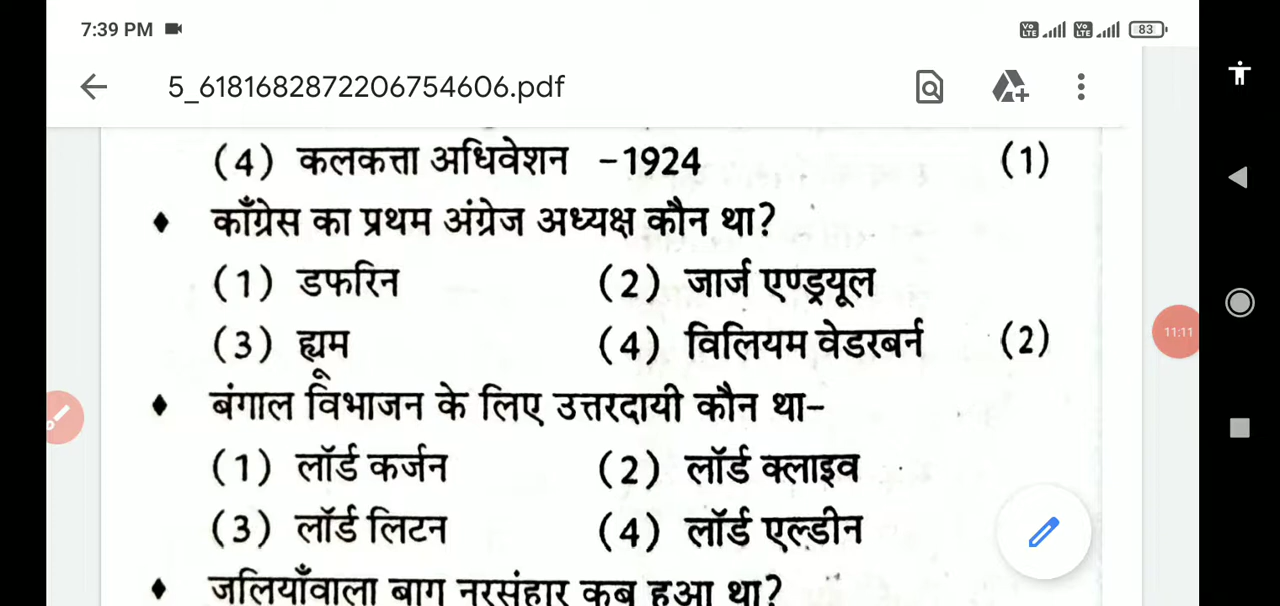 7:39 PM 83
5_6181682872206754606.pdf
(4) कलकत्ता अधिवेशन -1924 (1)
♦ काँग्रेस का प्रथम अंग्रेज अध्यक्ष कौन था?
(1) डफरिन (2) जार्ज एण्ड्रयूल
(3) ह्यूम (4) विलियम वेडरबर्न (2)
11:11
♦ बंगाल विभाजन के लिए उत्तरदायी कौन था-
(1) लॉर्ड कर्जन (2) लॉर्ड क्लाइव
(3) लॉर्ड लिटन (4) लॉर्ड एल्डीन
♦ जलियाँवाला बाग नरसंहार कब हुआ था?